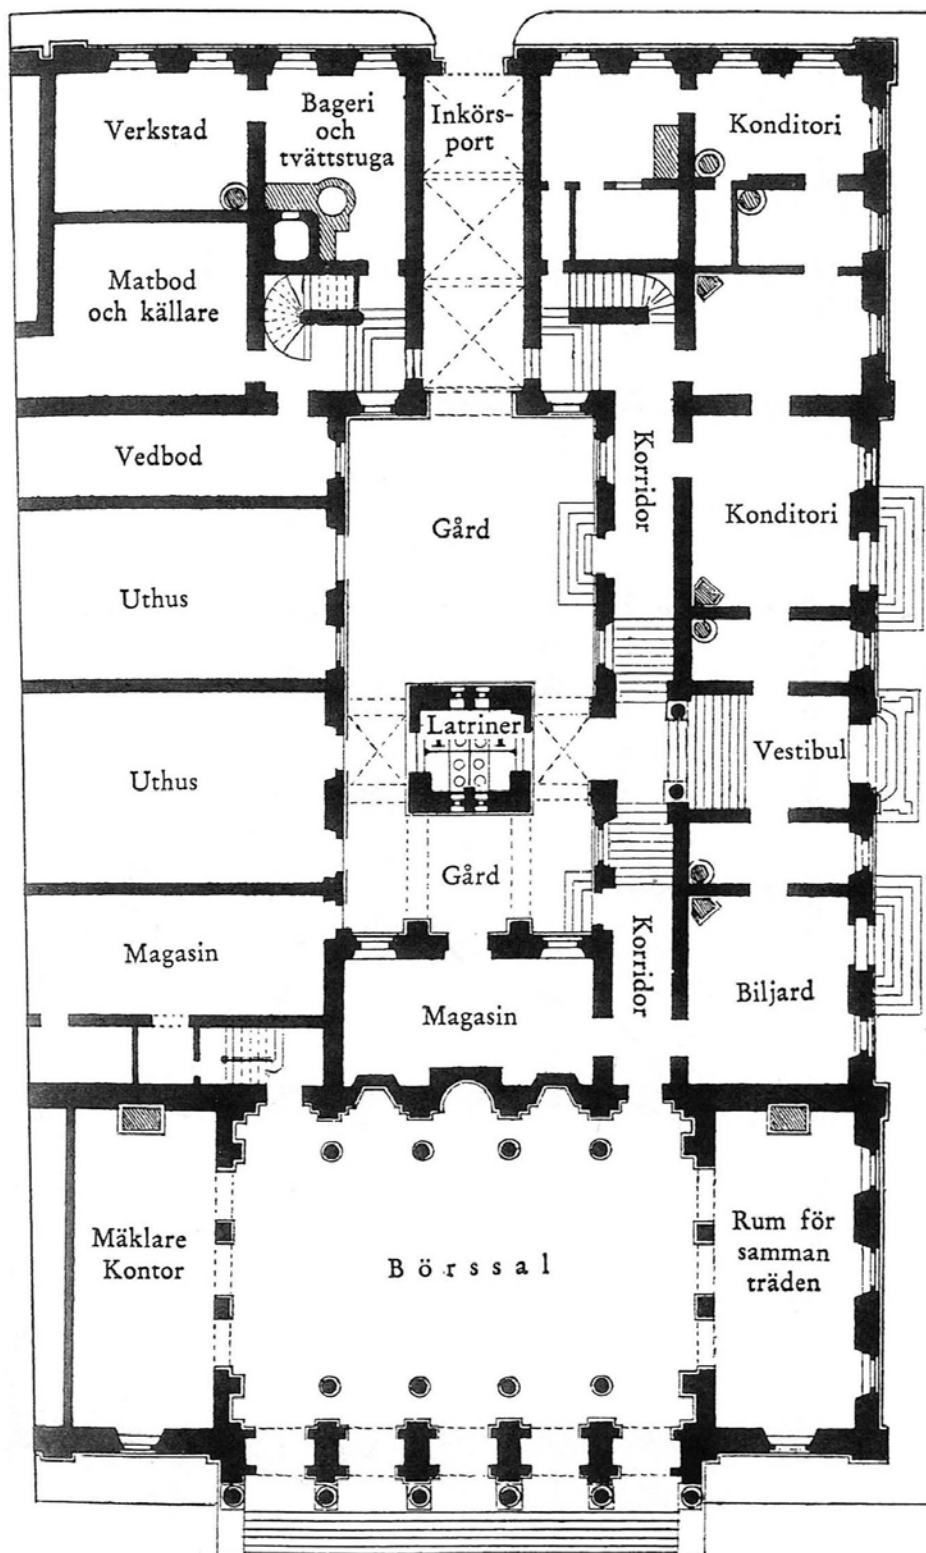 Verkstad
Bageri
och
tvättstuga
Inkörs-
port
Konditori
Matbod
och källare
Vedbod
Gård
Korridor
Konditori
Uthus
Latriner
Vestibul
Uthus
Gård
Magasin
Korridor
Biljard
Magasin
Mäklare
Kontor
Börssal
Rum för
samman
träden